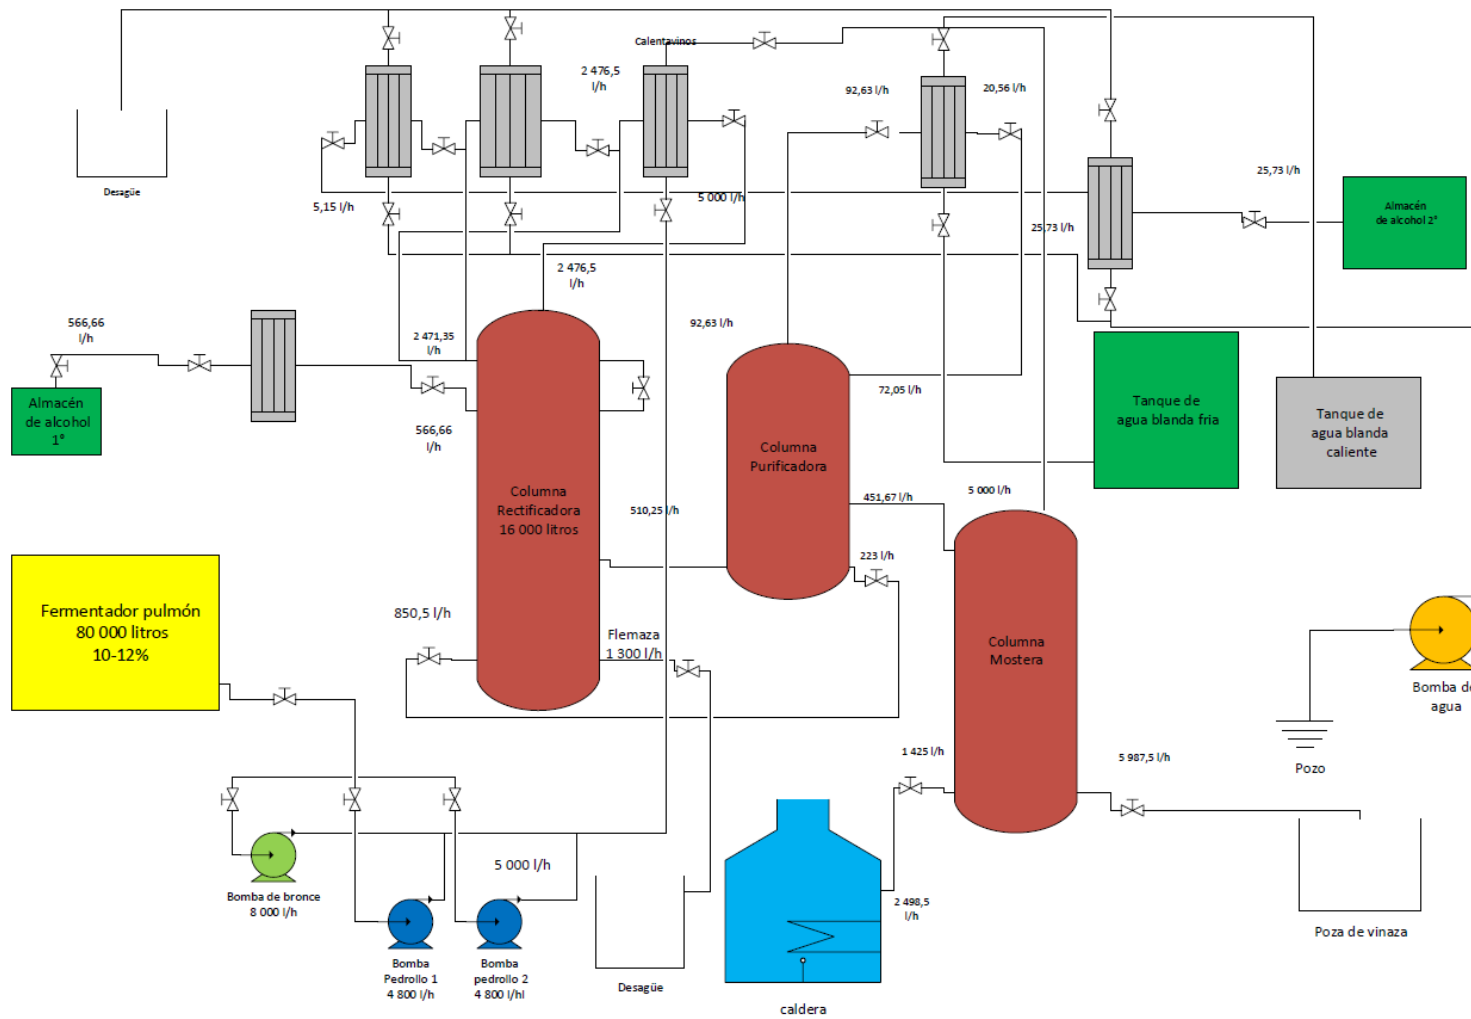 Calentavinos
2 476,5
l/h
92,63 l/h
20,56 l/h
Desagüe
5,15 l/h
5 000 l/h
25,73 l/h
25,73 l/h
Almacén
de alcohol 2°
2 476,5
l/h
566,66
l/h
2 471,35
l/h
92,63 l/h
72,05 l/h
Almacén
de alcohol
1°
566,66
l/h
Tanque de
agua blanda fria
Tanque de
agua blanda
caliente
Columna
Rectificadora
16 000 litros
Columna
Purificadora
510,25 l/h
451,67 l/h
5 000 l/h
223 l/h
Fermentador pulmón
80 000 litros
10-12%
850,5 l/h
Flemaza
1 300 l/h
Columna
Mostera
Bomba de
agua
Pozo
1 425 l/h
5 987,5 l/h
5 000 l/h
Bomba de bronce
8 000 l/h
2 498,5
l/h
Poza de vinaza
Bomba
Pedrollo 1
4 800 l/h
Bomba
pedrollo 2
4 800 l/hl
Desagüe
caldera